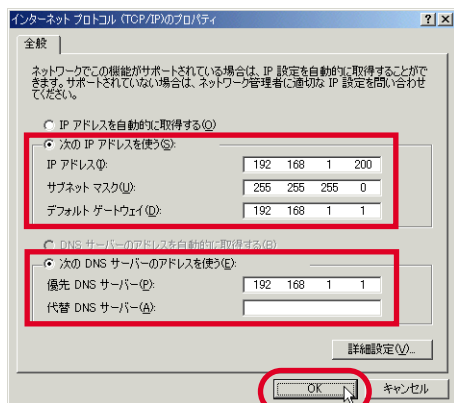 インターネット プロトコル (TCP/IP)のプロパティ
? ×
全般
ネットワークでこの機能がサポートされている場合は、IP 設定を自動的に取得することがで
きます。サポートされていない場合は、ネットワーク管理者に適切な IP 設定を問い合わせ
てください。
IP アドレスを自動的に取得する(O)
次の IP アドレスを使う(S):
IP アドレス(I): 192 168 1 200
サブネット マスク(U): 255 255 255 0
デフォルト ゲートウェイ(D): 192 168 1 1
DNS サーバーのアドレスを自動的に取得する(B)
次の DNS サーバーのアドレスを使う(E):
優先 DNS サーバー(P): 192 168 1 1
代替 DNS サーバー(A):
詳細設定(V)...
OK キャンセル